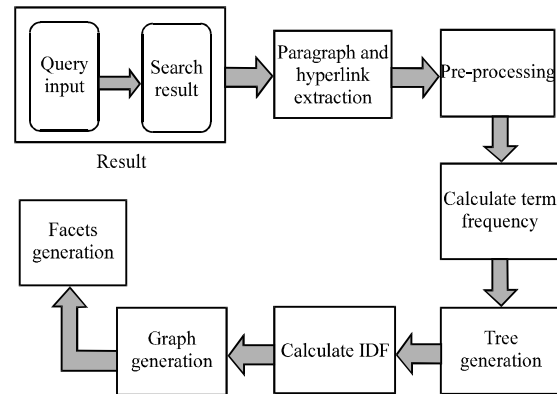 Query
input
Search
result
Result
Paragraph and
hyperlink
extraction
Pre-processing
Calculate term
frequency
Tree
generation
Calculate IDF
Graph
generation
Facets
generation